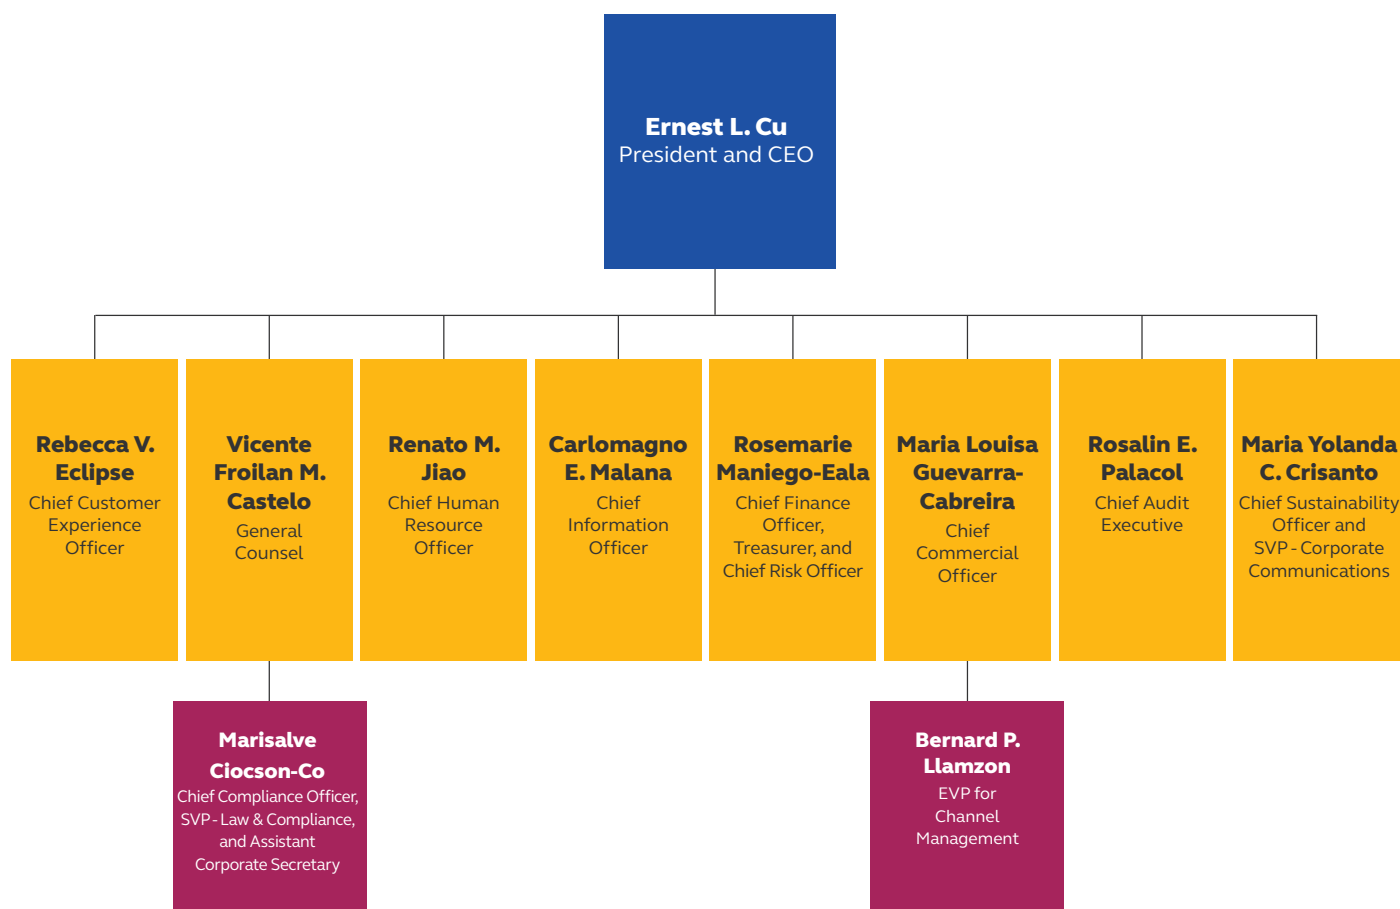 Ernest L. Cu
President and CEO
Rebecca V.
Eclipse
Chief Customer
Experience
Officer
Vicente
Froilan M.
Castelo
General
Counsel
Renato M.
Jiao
Chief Human
Resource
Officer
Carlomagno
E. Malana
Chief
Information
Officer
Rosemarie
Maniego-Eala
Chief Finance
Officer,
Treasurer, and
Chief Risk Officer
Maria Louisa
Guevarra-
Cabreira
Chief
Commercial
Officer
Rosalin E.
Palacol
Chief Audit
Executive
Maria Yolanda
C. Crisanto
Chief Sustainability
Officer and
SVP - Corporate
Communications
Marisalve
Ciocson-Co
Chief Compliance Officer,
SVP - Law & Compliance,
and Assistant
Corporate Secretary
Bernard P.
Llamzon
EVP for
Channel
Management